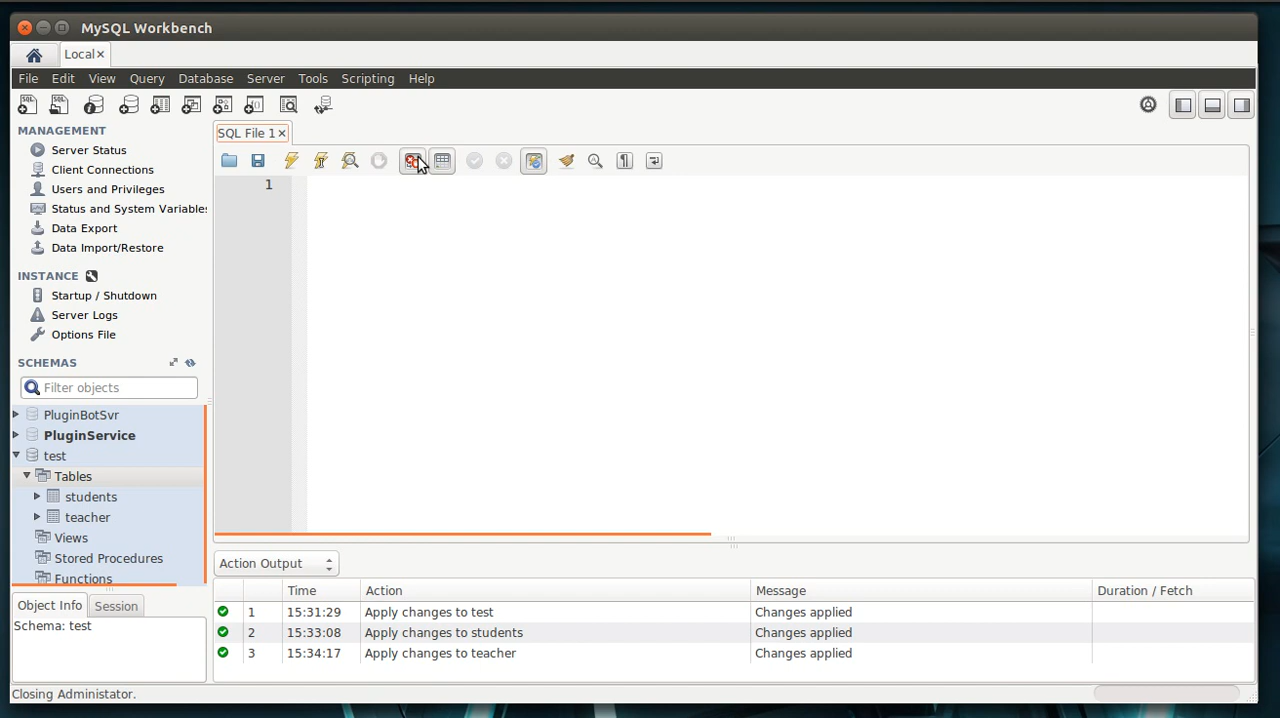 MySQL Workbench
Local
File Edit View Query Database Server Tools Scripting Help
MANAGEMENT
Server Status
Client Connections
Users and Privileges
Status and System Variables
Data Export
Data Import/Restore
INSTANCE
Startup / Shutdown
Server Logs
Options File
SCHEMAS
Filter objects
PluginBotSvr
PluginService
test
Tables
students
teacher
Views
Stored Procedures
Functions
Object Info Session
Schema: test
SQL File 1
1
Action Output
Time Action Message Duration / Fetch
1 15:31:29 Apply changes to test Changes applied
2 15:33:08 Apply changes to students Changes applied
3 15:34:17 Apply changes to teacher Changes applied
Closing Administator.